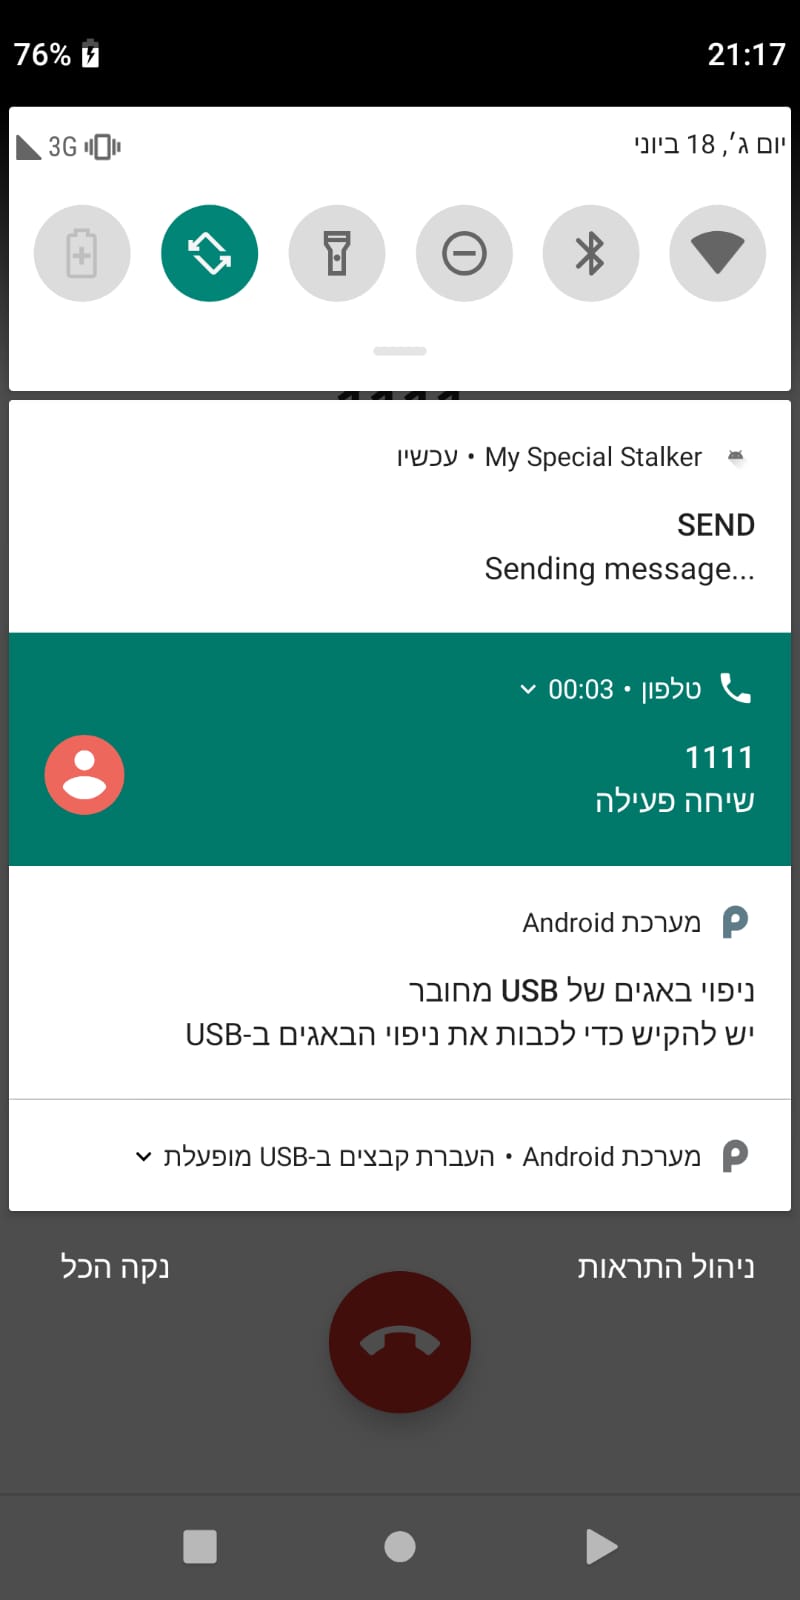 76%
21:17
3G
יום ג׳, 18 ביוני
My Special Stalker • עכשיו
SEND
Sending message...
טלפון • 00:03
1111
שיחה פעילה
מערכת Android
ניפוי באגים של USB מחובר
יש להקיש כדי לכבות את ניפוי הבאגים ב-USB
מערכת Android • העברת קבצים ב-USB מופעלת
ניהול התראות
נקה הכל